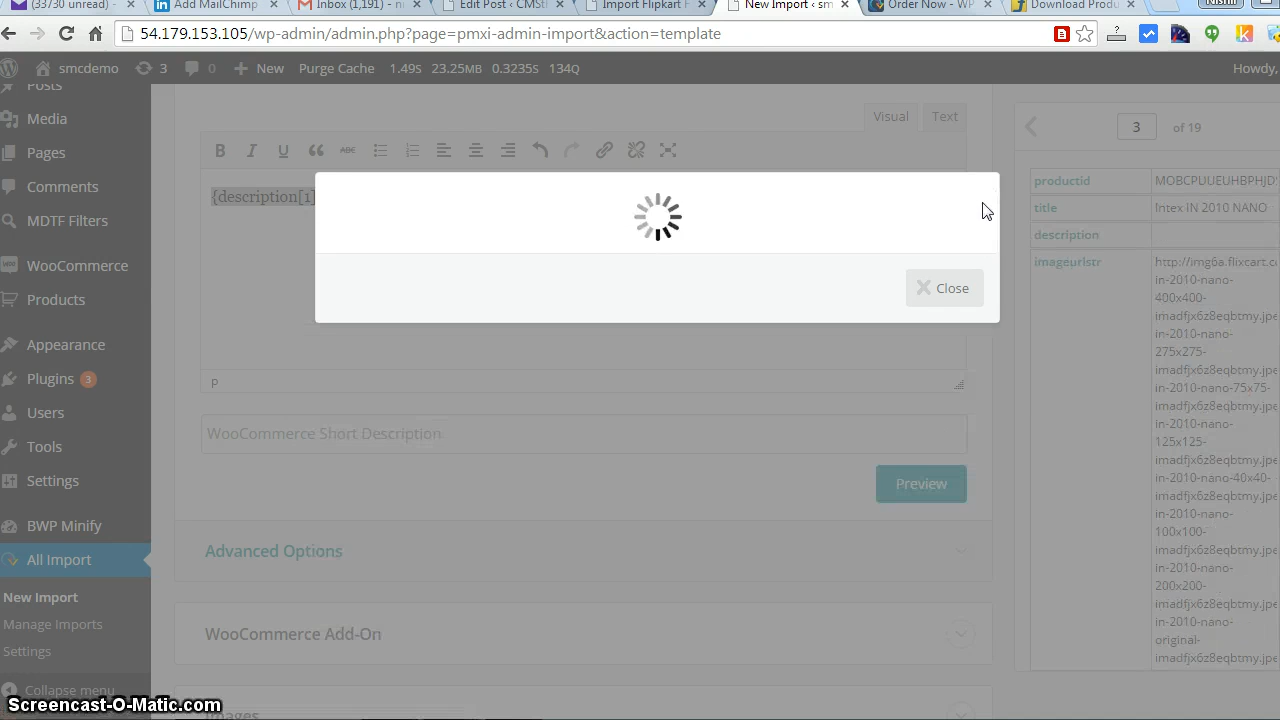 (33730 unread) -
Add MailChimp
Inbox (1,191) - n
Edit Post ‹ CMSt
Import Flipkart F
New Import ‹ sm
Order Now - WP
Download Produ
54.179.153.105/wp-admin/admin.php?page=pmxi-admin-import&action=template
smcdemo 3 0 New Purge Cache 1.49S 23.25MB 0.3235S 134Q Howdy,
Posts
Media
Pages
Comments
MDTF Filters
WooCommerce
Products
Appearance
Plugins 3
Users
Tools
Settings
BWP Minify
All Import
New Import
Manage Imports
Settings
Collapse menu
Visual Text
B I U ABC
{description[1]
Close
p
WooCommerce Short Description
Preview
Advanced Options
WooCommerce Add-On
Images
3 of 19
productid MOBCPUUEUHBPHJD
title Intex IN 2010 NANO
description
imageurlstr http://img6a.flixcart.c
in-2010-nano-
400x400-
imadfjx6z8eqbtmy.jpe
in-2010-nano-
275x275-
imadfjx6z8eqbtmy.jpe
in-2010-nano-75x75-
imadfjx6z8eqbtmy.jpe
in-2010-nano-
125x125-
imadfjx6z8eqbtmy.jpe
in-2010-nano-40x40-
imadfjx6z8eqbtmy.jpe
in-2010-nano-
100x100-
imadfjx6z8eqbtmy.jpe
in-2010-nano-
200x200-
imadfjx6z8eqbtmy.jpe
in-2010-nano-
original-
imadfjx6z8eqbtmy.jpe
Screencast-O-Matic.com